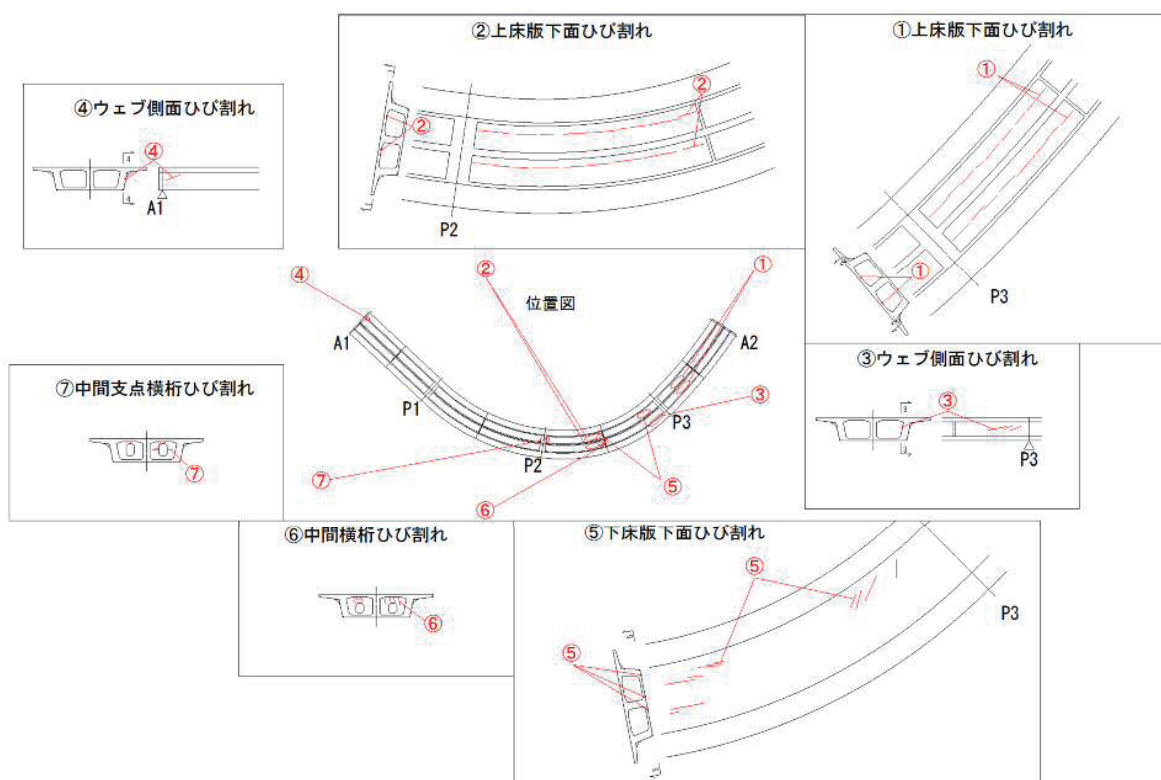 ②上床版下面ひび割れ
②
②
P2
①上床版下面ひび割れ
①
①
P3
④ウェブ側面ひび割れ
④
4
4
A1
位置図
④
②
①
A1
A2
P1
P2
P3
③
⑤
⑥
⑦
③ウェブ側面ひび割れ
③
3
3
P3
⑦中間支点横桁ひび割れ
⑦
⑥中間横桁ひび割れ
⑥
⑤下床版下面ひび割れ
⑤
⑤
P3